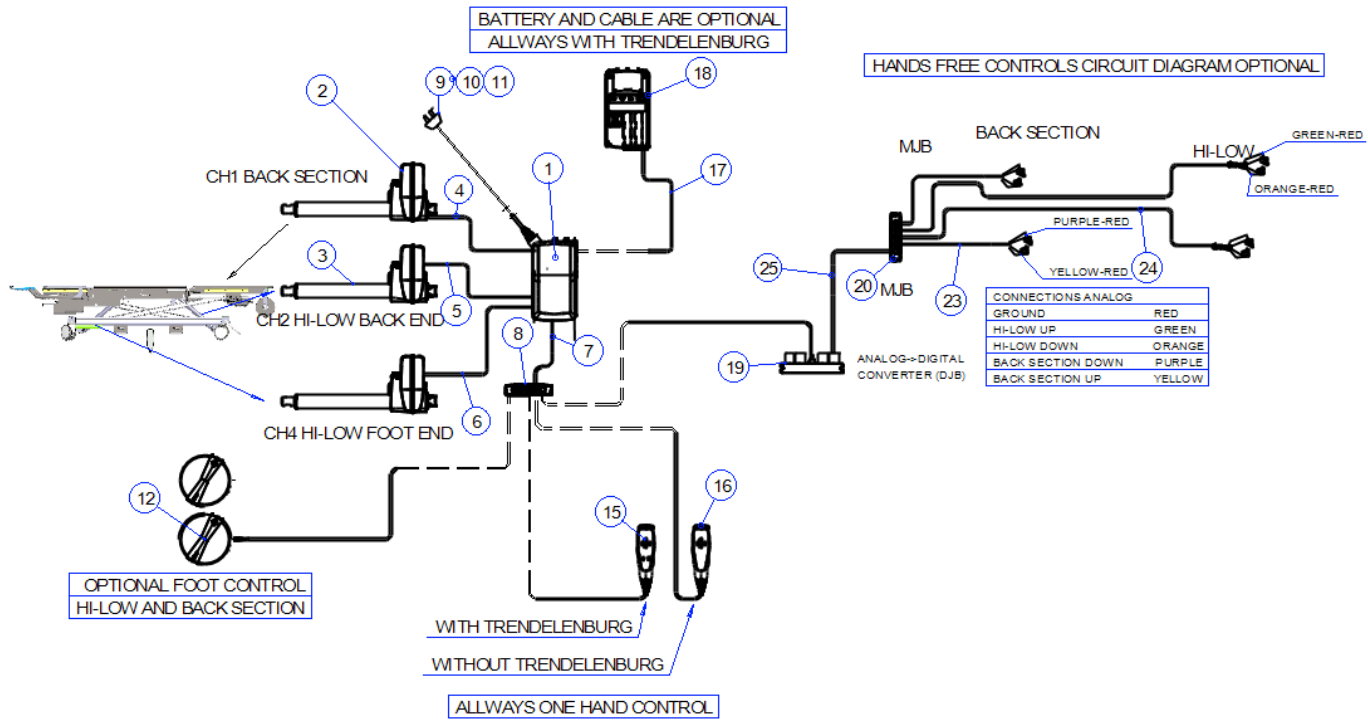 BATTERY AND CABLE ARE OPTIONAL
ALLWAYS WITH TRENDELENBURG
HANDS FREE CONTROLS CIRCUIT DIAGRAM OPTIONAL
9
10
11
18
2
CH1 BACK SECTION
4
1
17
3
CH2 HI-LOW BACK END
5
8
7
6
CH4 HI-LOW FOOT END
12
OPTIONAL FOOT CONTROL
HI-LOW AND BACK SECTION
15
16
WITH TRENDELENBURG
WITHOUT TRENDELENBURG
ALLWAYS ONE HAND CONTROL
MJB
BACK SECTION
HI-LOW
GREEN-RED
ORANGE-RED
PURPLE-RED
YELLOW-RED
25
20
MJB
23
24
19
ANALOG->DIGITAL
CONVERTER (DJB)
CONNECTIONS ANALOG
GROUND RED
HI-LOW UP GREEN
HI-LOW DOWN ORANGE
BACK SECTION DOWN PURPLE
BACK SECTION UP YELLOW